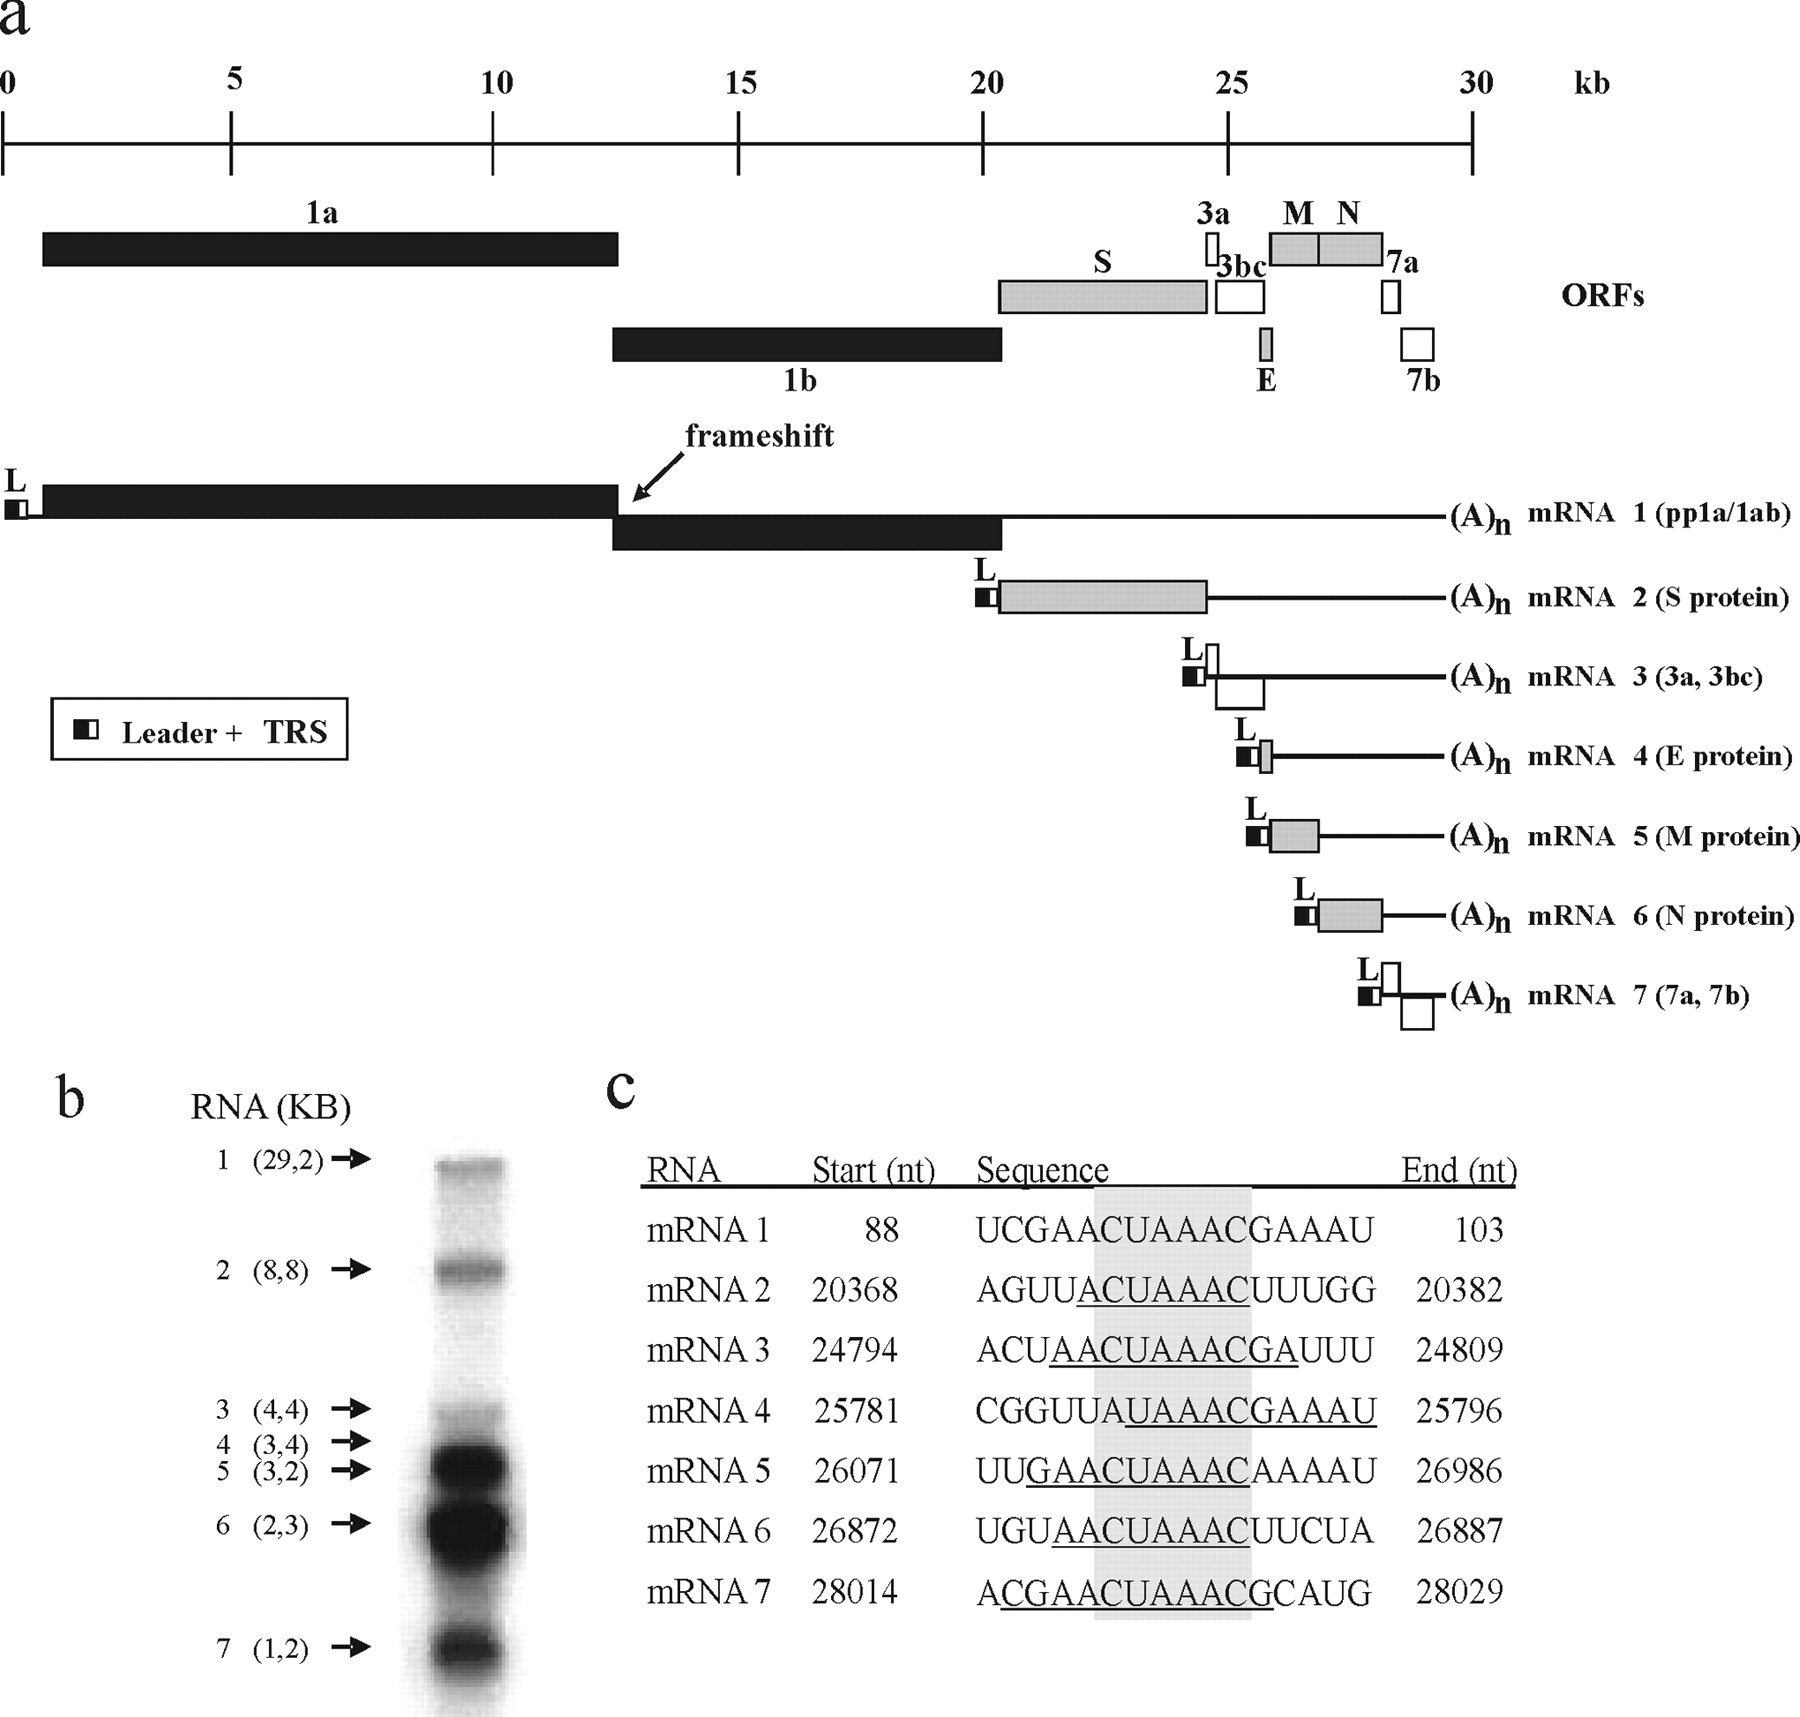 a
0 5 10 15 20 25 30 kb
1a 3a M N
S 3bc 7a
ORFs
1b E 7b
frameshift
L
(A)n mRNA 1 (pp1a/1ab)
L
(A)n mRNA 2 (S protein)
L
(A)n mRNA 3 (3a, 3bc)
L
Leader + TRS
(A)n mRNA 4 (E protein)
L
(A)n mRNA 5 (M protein)
L
(A)n mRNA 6 (N protein)
L
(A)n mRNA 7 (7a, 7b)
b
RNA (KB)
1 (29,2)
2 (8,8)
3 (4,4)
4 (3,4)
5 (3,2)
6 (2,3)
7 (1,2)
c
RNA Start (nt) Sequence End (nt)
mRNA 1 88 UCGAACUAAACGAAAU 103
mRNA 2 20368 AGUUACUAAACUUUGG 20382
mRNA 3 24794 ACUAACUAAACGAUUU 24809
mRNA 4 25781 CGGUUAUAAACGAAAU 25796
mRNA 5 26071 UUGAACUAAACAAAAU 26986
mRNA 6 26872 UGUAACUAAACUUCUA 26887
mRNA 7 28014 ACGAACUAAACGCAUG 28029